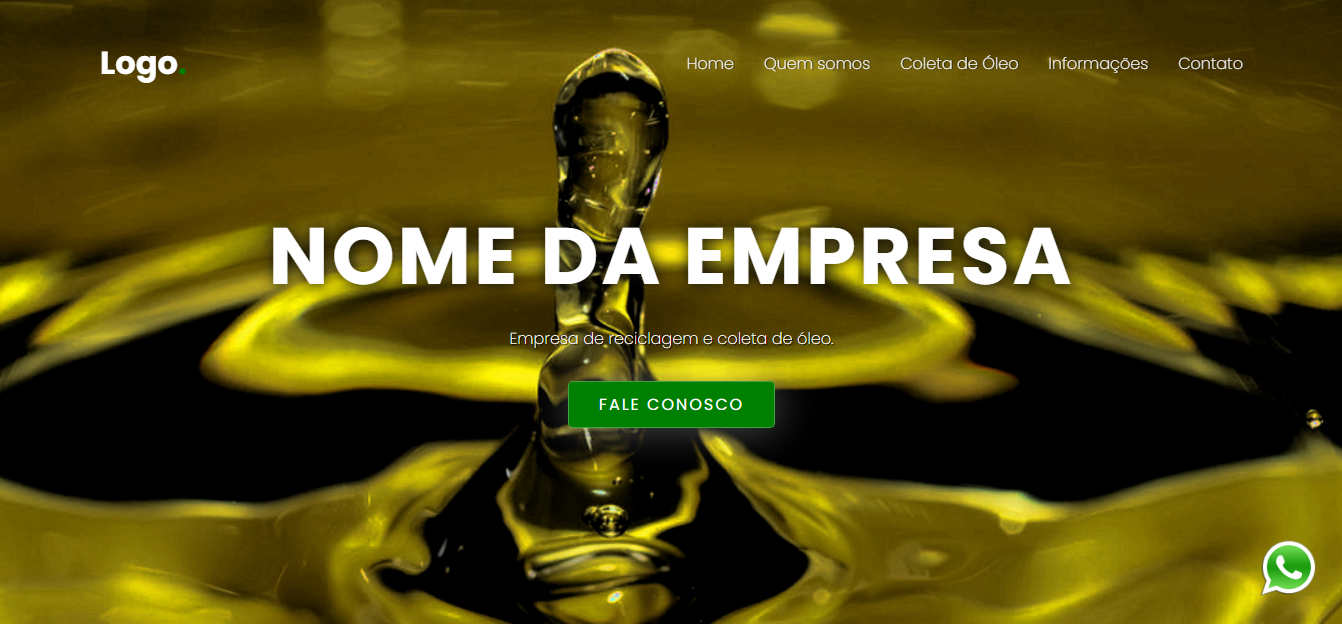 Logo.
Home Quem somos Coleta de Óleo Informações Contato
NOME DA EMPRESA
Empresa de reciclagem e coleta de óleo.
FALE CONOSCO